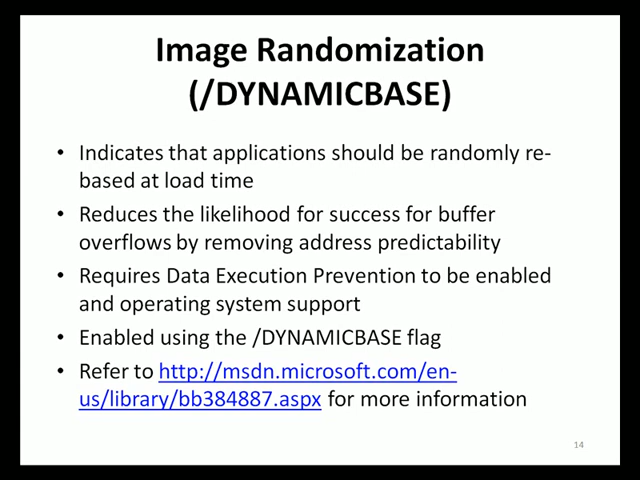 Image Randomization
(/DYNAMICBASE)
• Indicates that applications should be randomly re-
based at load time
• Reduces the likelihood for success for buffer
overflows by removing address predictability
• Requires Data Execution Prevention to be enabled
and operating system support
• Enabled using the /DYNAMICBASE flag
• Refer to http://msdn.microsoft.com/en-
us/library/bb384887.aspx for more information
14